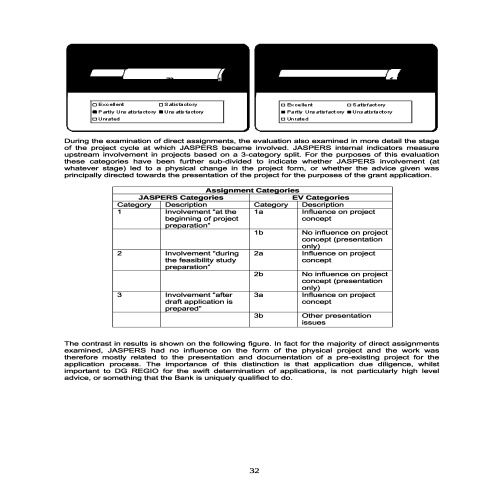 Excellent Satisfactory
Partly Unsatisfactory Unsatisfactory
Unrated
Excellent Satisfactory
Partly Unsatisfactory Unsatisfactory
Unrated
During the examination of direct assignments, the evaluation also examined in more detail the stage
of the project cycle at which JASPERS became involved. JASPERS internal indicators measure
upstream involvement in projects based on a 3-category split. For the purposes of this evaluation
these categories have been further sub-divided to indicate whether JASPERS involvement (at
whatever stage) led to a physical change in the project form, or whether the advice given was
principally directed towards the presentation of the project for the purposes of the grant application.
Assignment Categories
JASPERS Categories EV Categories
Category Description Category Description
1 Involvement "at the 1a Influence on project
beginning of project concept
preparation"
1b No influence on project
concept (presentation
only)
2 Involvement "during 2a Influence on project
the feasibility study concept
preparation"
2b No influence on project
concept (presentation
only)
3 Involvement "after 3a Influence on project
draft application is concept
prepared"
3b Other presentation
issues
The contrast in results is shown on the following figure. In fact for the majority of direct assignments
examined, JASPERS had no influence on the form of the physical project and the work was
therefore mostly related to the presentation and documentation of a pre-existing project for the
application process. The importance of this distinction is that application due diligence, whilst
important to DG REGIO for the swift determination of applications, is not particularly high level
advice, or something that the Bank is uniquely qualified to do.
32